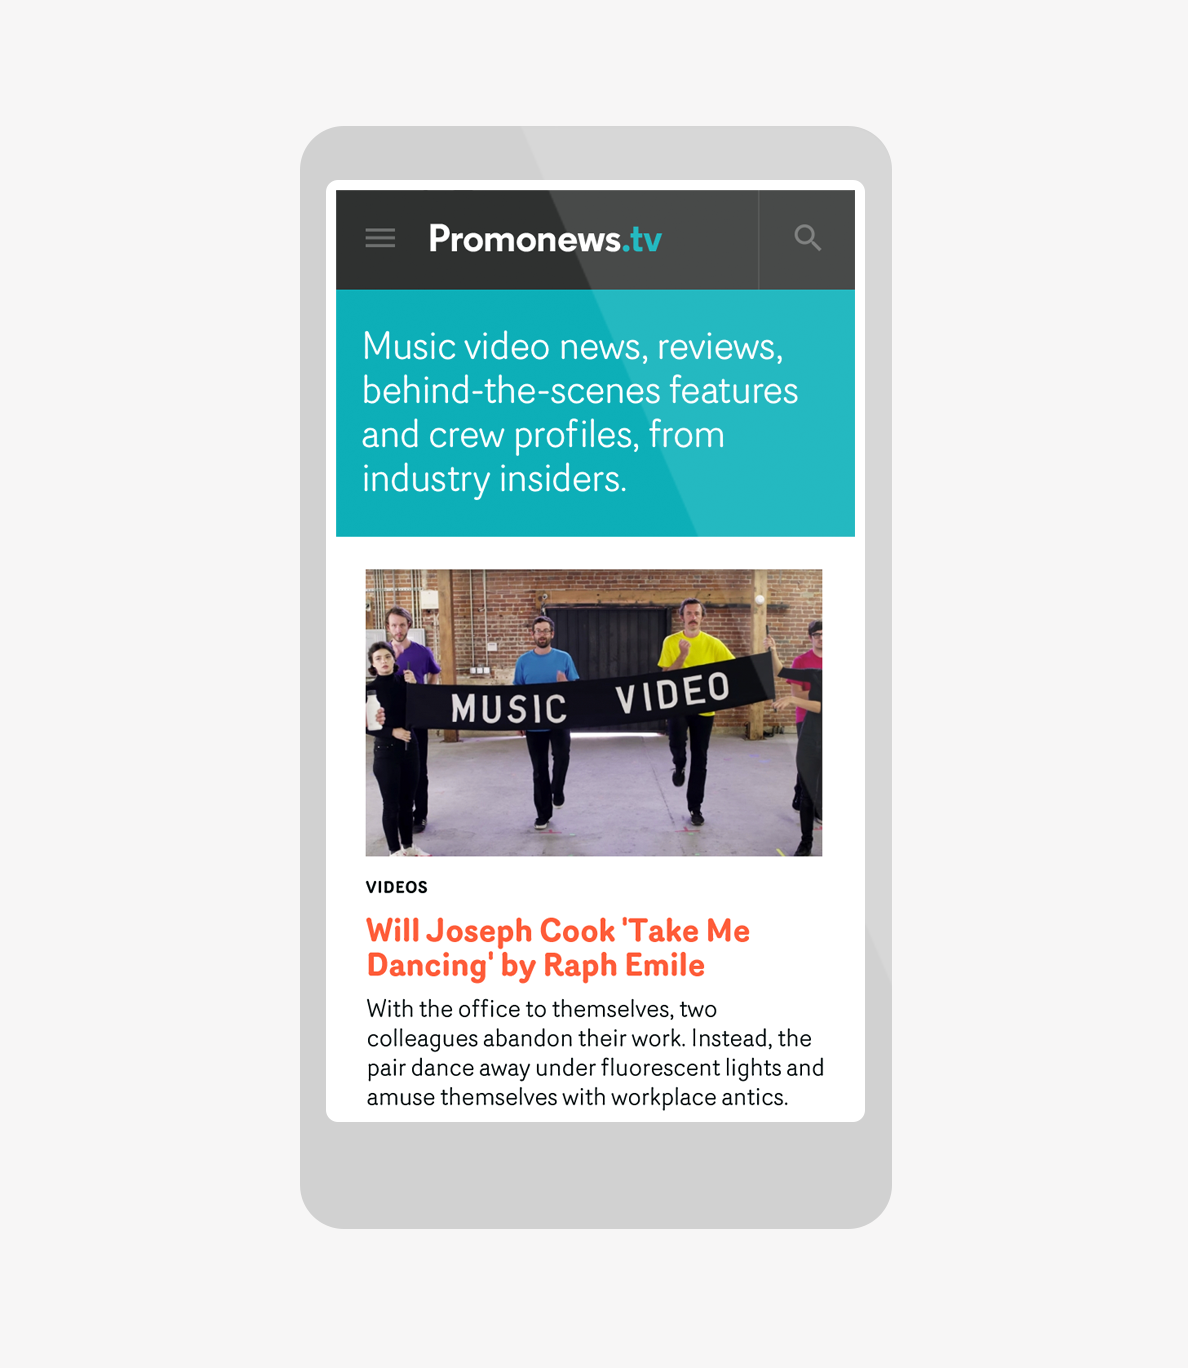 Promonews.tv
Music video news, reviews,
behind-the-scenes features
and crew profiles, from
industry insiders.
MUSIC VIDEO
VIDEOS
Will Joseph Cook 'Take Me
Dancing' by Raph Emile
With the office to themselves, two
colleagues abandon their work. Instead, the
pair dance away under fluorescent lights and
amuse themselves with workplace antics.